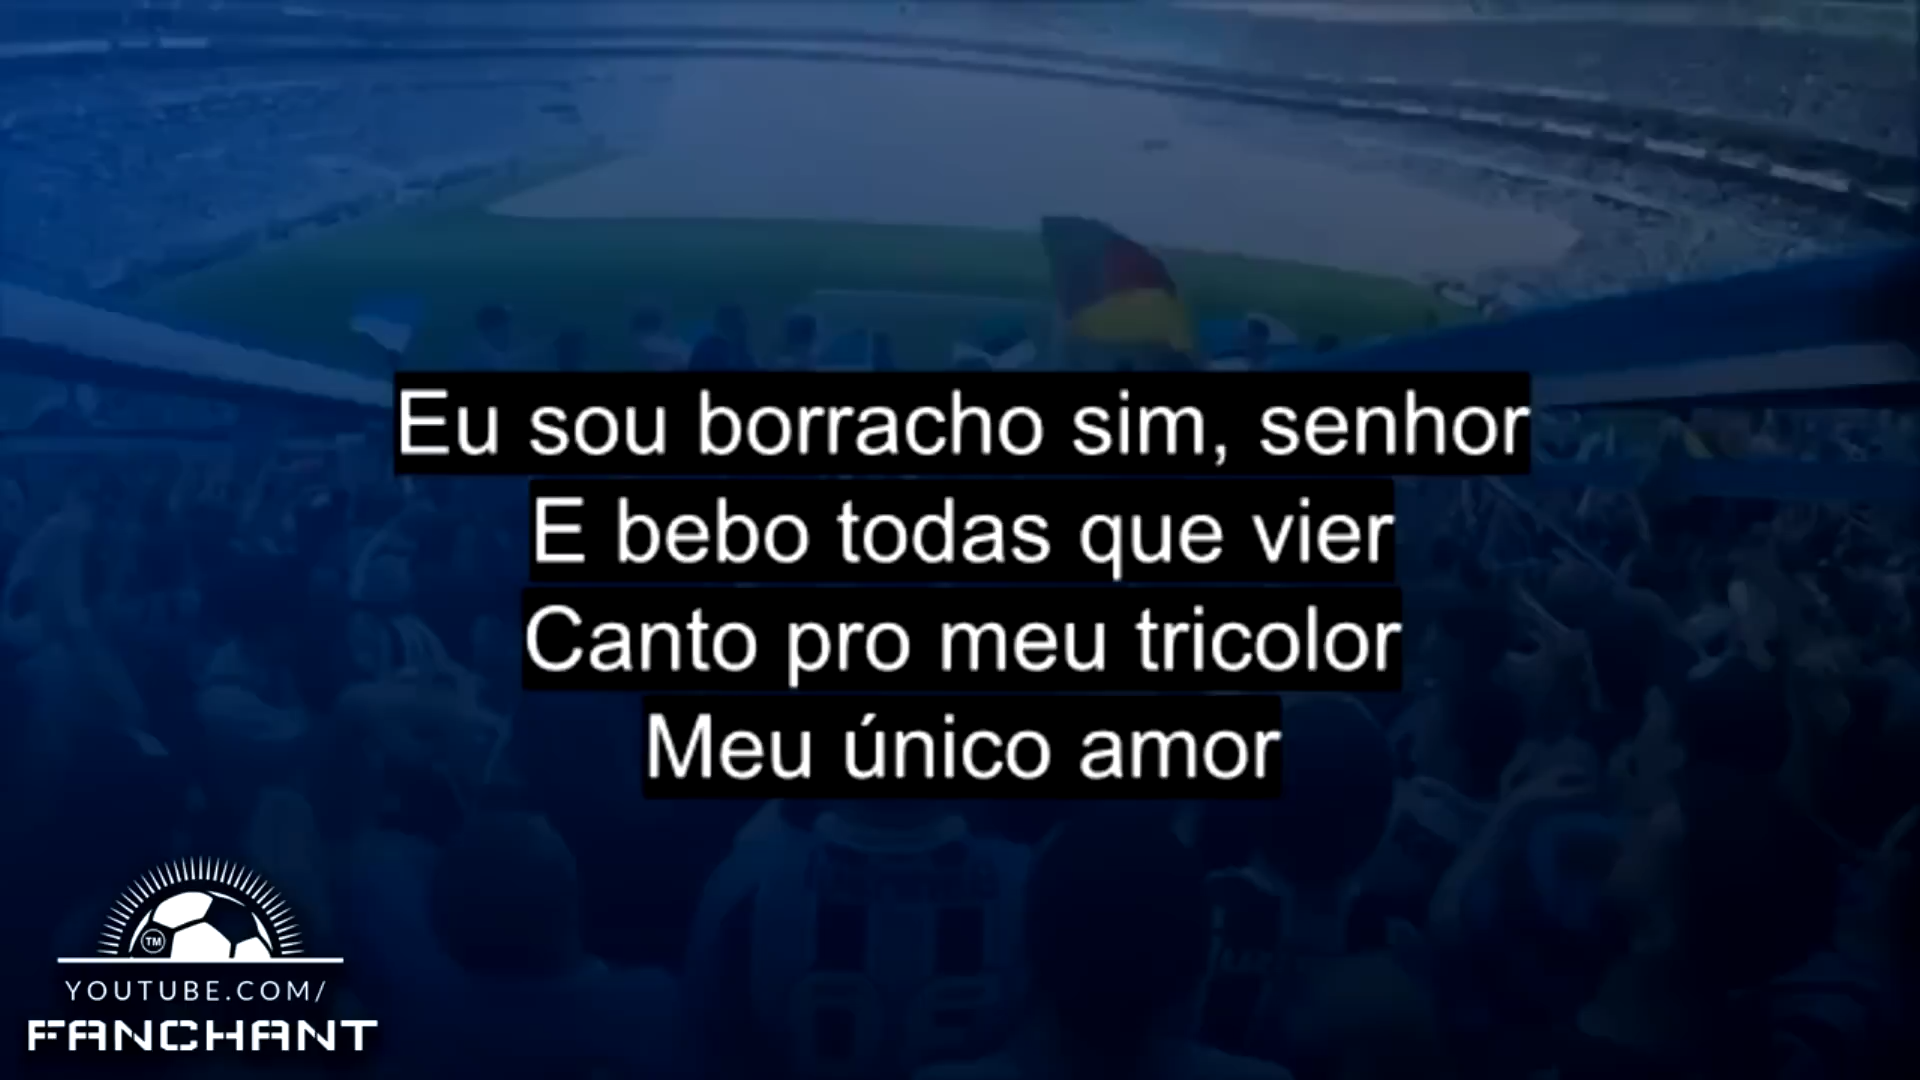 Eu sou borracho sim, senhor
E bebo todas que vier
Canto pro meu tricolor
Meu único amor
TM
YOUTUBE.COM/
FANCHANT